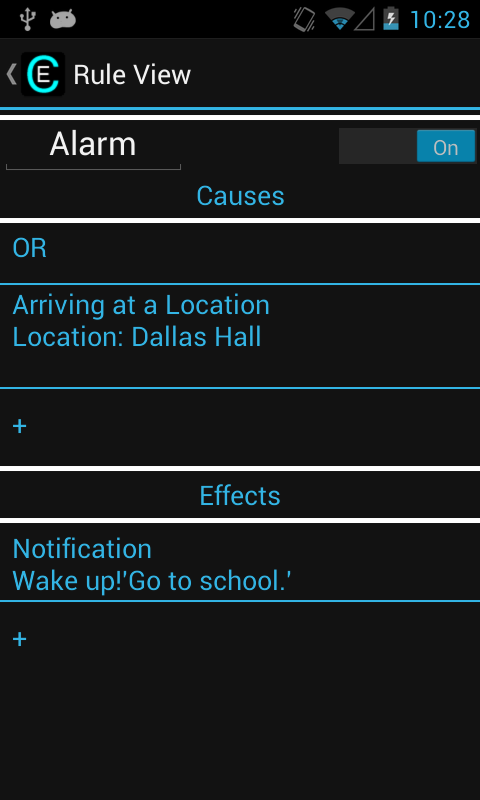 10:28
CE Rule View
Alarm
On
Causes
OR
Arriving at a Location
Location: Dallas Hall
+
Effects
Notification
Wake up!'Go to school.'
+